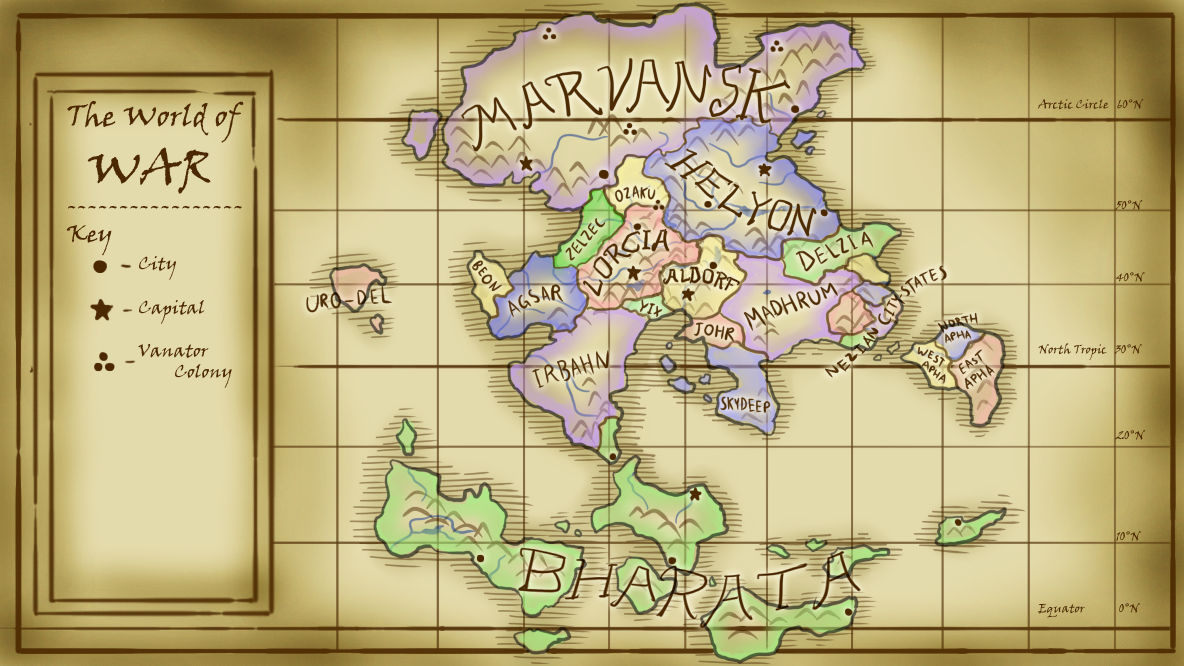 The World of
WAR
Key
- City
- Capital
- Vanator
Colony
MARVANSK
Arctic Circle 60°N
HELYON
OZAKU
50°N
ZELZEC
LORCIA
DELZIA
BEON
AGSAR
ALDORF
40°N
URO-DEL
YIX
MADHRUM
NEZDAN CITY STATES
JOHR
NORTH
APHA
North Tropic 30°N
WEST
APHA
EAST
APHA
IRBAHN
SKYDEEP
20°N
10°N
BHARATA
Equator 0°N